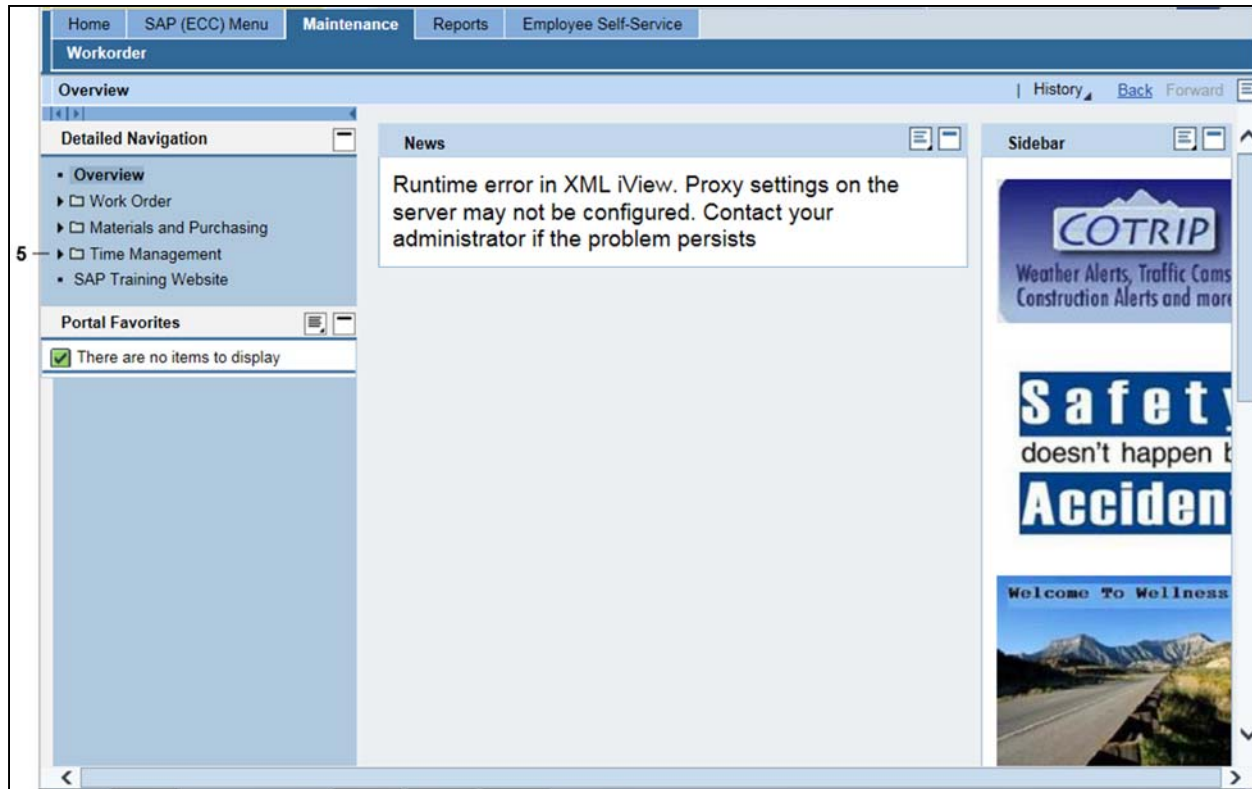 Home SAP (ECC) Menu Maintenance Reports Employee Self-Service
Workorder
Overview | History Back Forward
Detailed Navigation
Overview
Work Order
Materials and Purchasing
5 Time Management
SAP Training Website
Portal Favorites
There are no items to display
News
Runtime error in XML iView. Proxy settings on the
server may not be configured. Contact your
administrator if the problem persists
Sidebar
COTRIP
Weather Alerts, Traffic Cams
Construction Alerts and more
Safety
doesn't happen b
Acciden
Welcome To Wellness